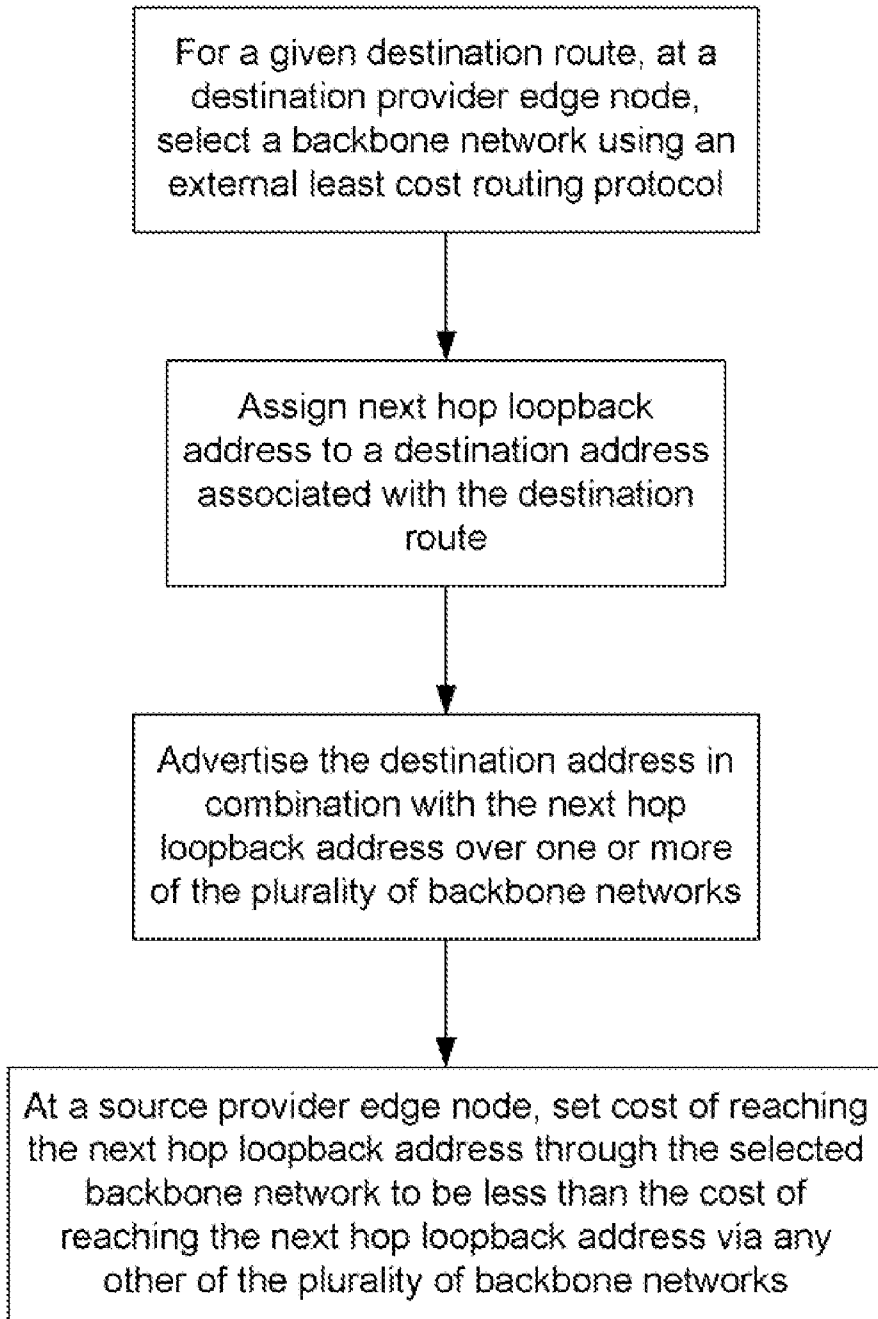 For a given destination route, at a
destination provider edge node,
select a backbone network using an
external least cost routing protocol
Assign next hop loopback
address to a destination address
associated with the destination
route
Advertise the destination address in
combination with the next hop
loopback address over one or more
of the plurality of backbone networks
At a source provider edge node, set cost of reaching
the next hop loopback address through the selected
backbone network to be less than the cost of
reaching the next hop loopback address via any
other of the plurality of backbone networks